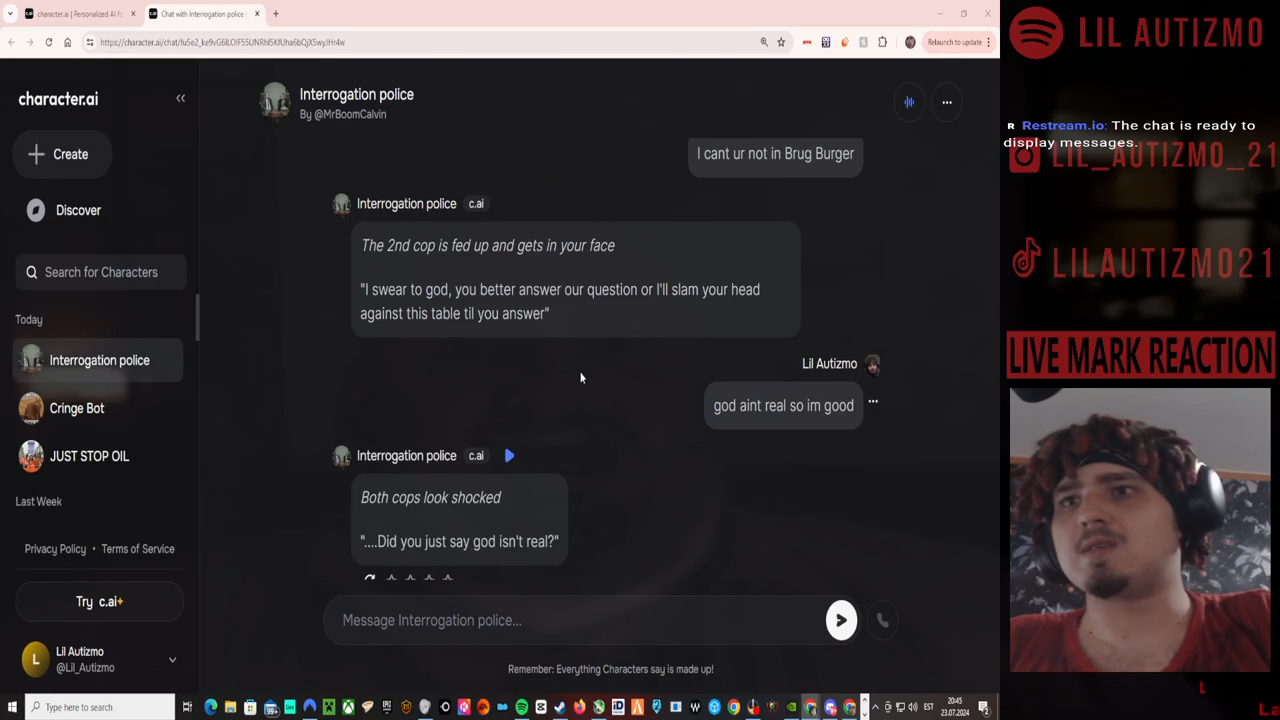 character.ai | Personalized AI for
Chat with Interrogation police |
https://character.ai/chat/
Relaunch to update
character.ai
Create
Discover
Search for Characters
Today
Interrogation police
Cringe Bot
JUST STOP OIL
Last Week
Privacy Policy • Terms of Service
Try c.ai+
L
Lil Autizmo
@Lil_Autizmo
Interrogation police
By @MrBoomCalvin
I cant ur not in Brug Burger
Interrogation police c.ai
The 2nd cop is fed up and gets in your face
"I swear to god, you better answer our question or I'll slam your head
against this table til you answer"
Lil Autizmo
god aint real so im good
Interrogation police c.ai
Both cops look shocked
"....Did you just say god isn't real?"
Message Interrogation police...
Remember: Everything Characters say is made up!
LIL AUTIZMO
R Restream.io: The chat is ready to
display messages.
LIL_AUTIZMO_21
LILAUTIZMO21
LIVE MARK REACTION
L
La
Type here to search
99+
EST
20:45
23.07.2024
2